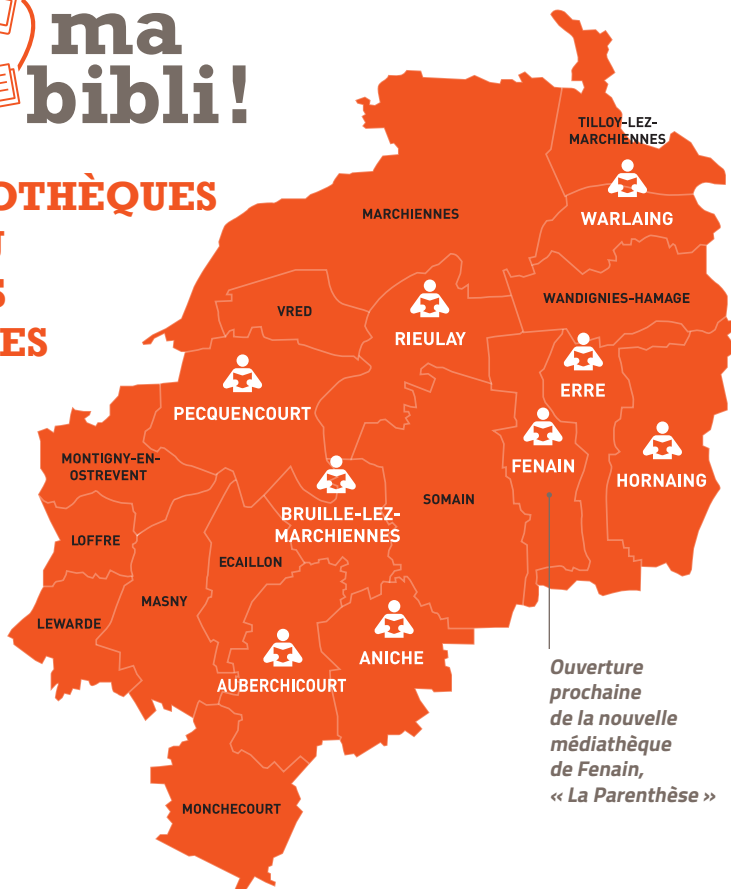 ma
bibli!
OTHÈQUES
U
S
ES
TILLOY-LEZ-
MARCHIENNES
WARLAING
MARCHIENNES
WANDIGNIES-HAMAGE
VRED
RIEULAY
ERRE
PECQUENCOURT
FENAIN
HORNAING
MONTIGNY-EN-
OSTREVENT
SOMAIN
BRUILLE-LEZ-
MARCHIENNES
LOFFRE
ECAILLON
MASNY
LEWARDE
ANICHE
AUBERCHICOURT
MONCHECOURT
Ouverture
prochaine
de la nouvelle
médiathèque
de Fenain,
« La Parenthèse »